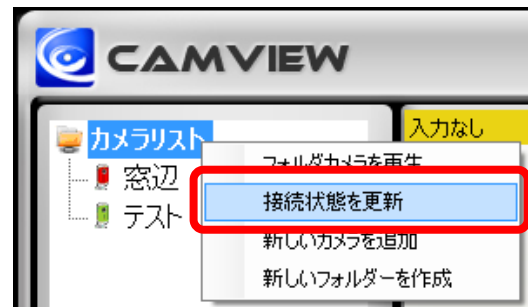 CAMVIEW
カメラリスト
入力なし
窓辺
テスト
フォルダカメラを再生
接続状態を更新
新しいカメラを追加
新しいフォルダーを作成